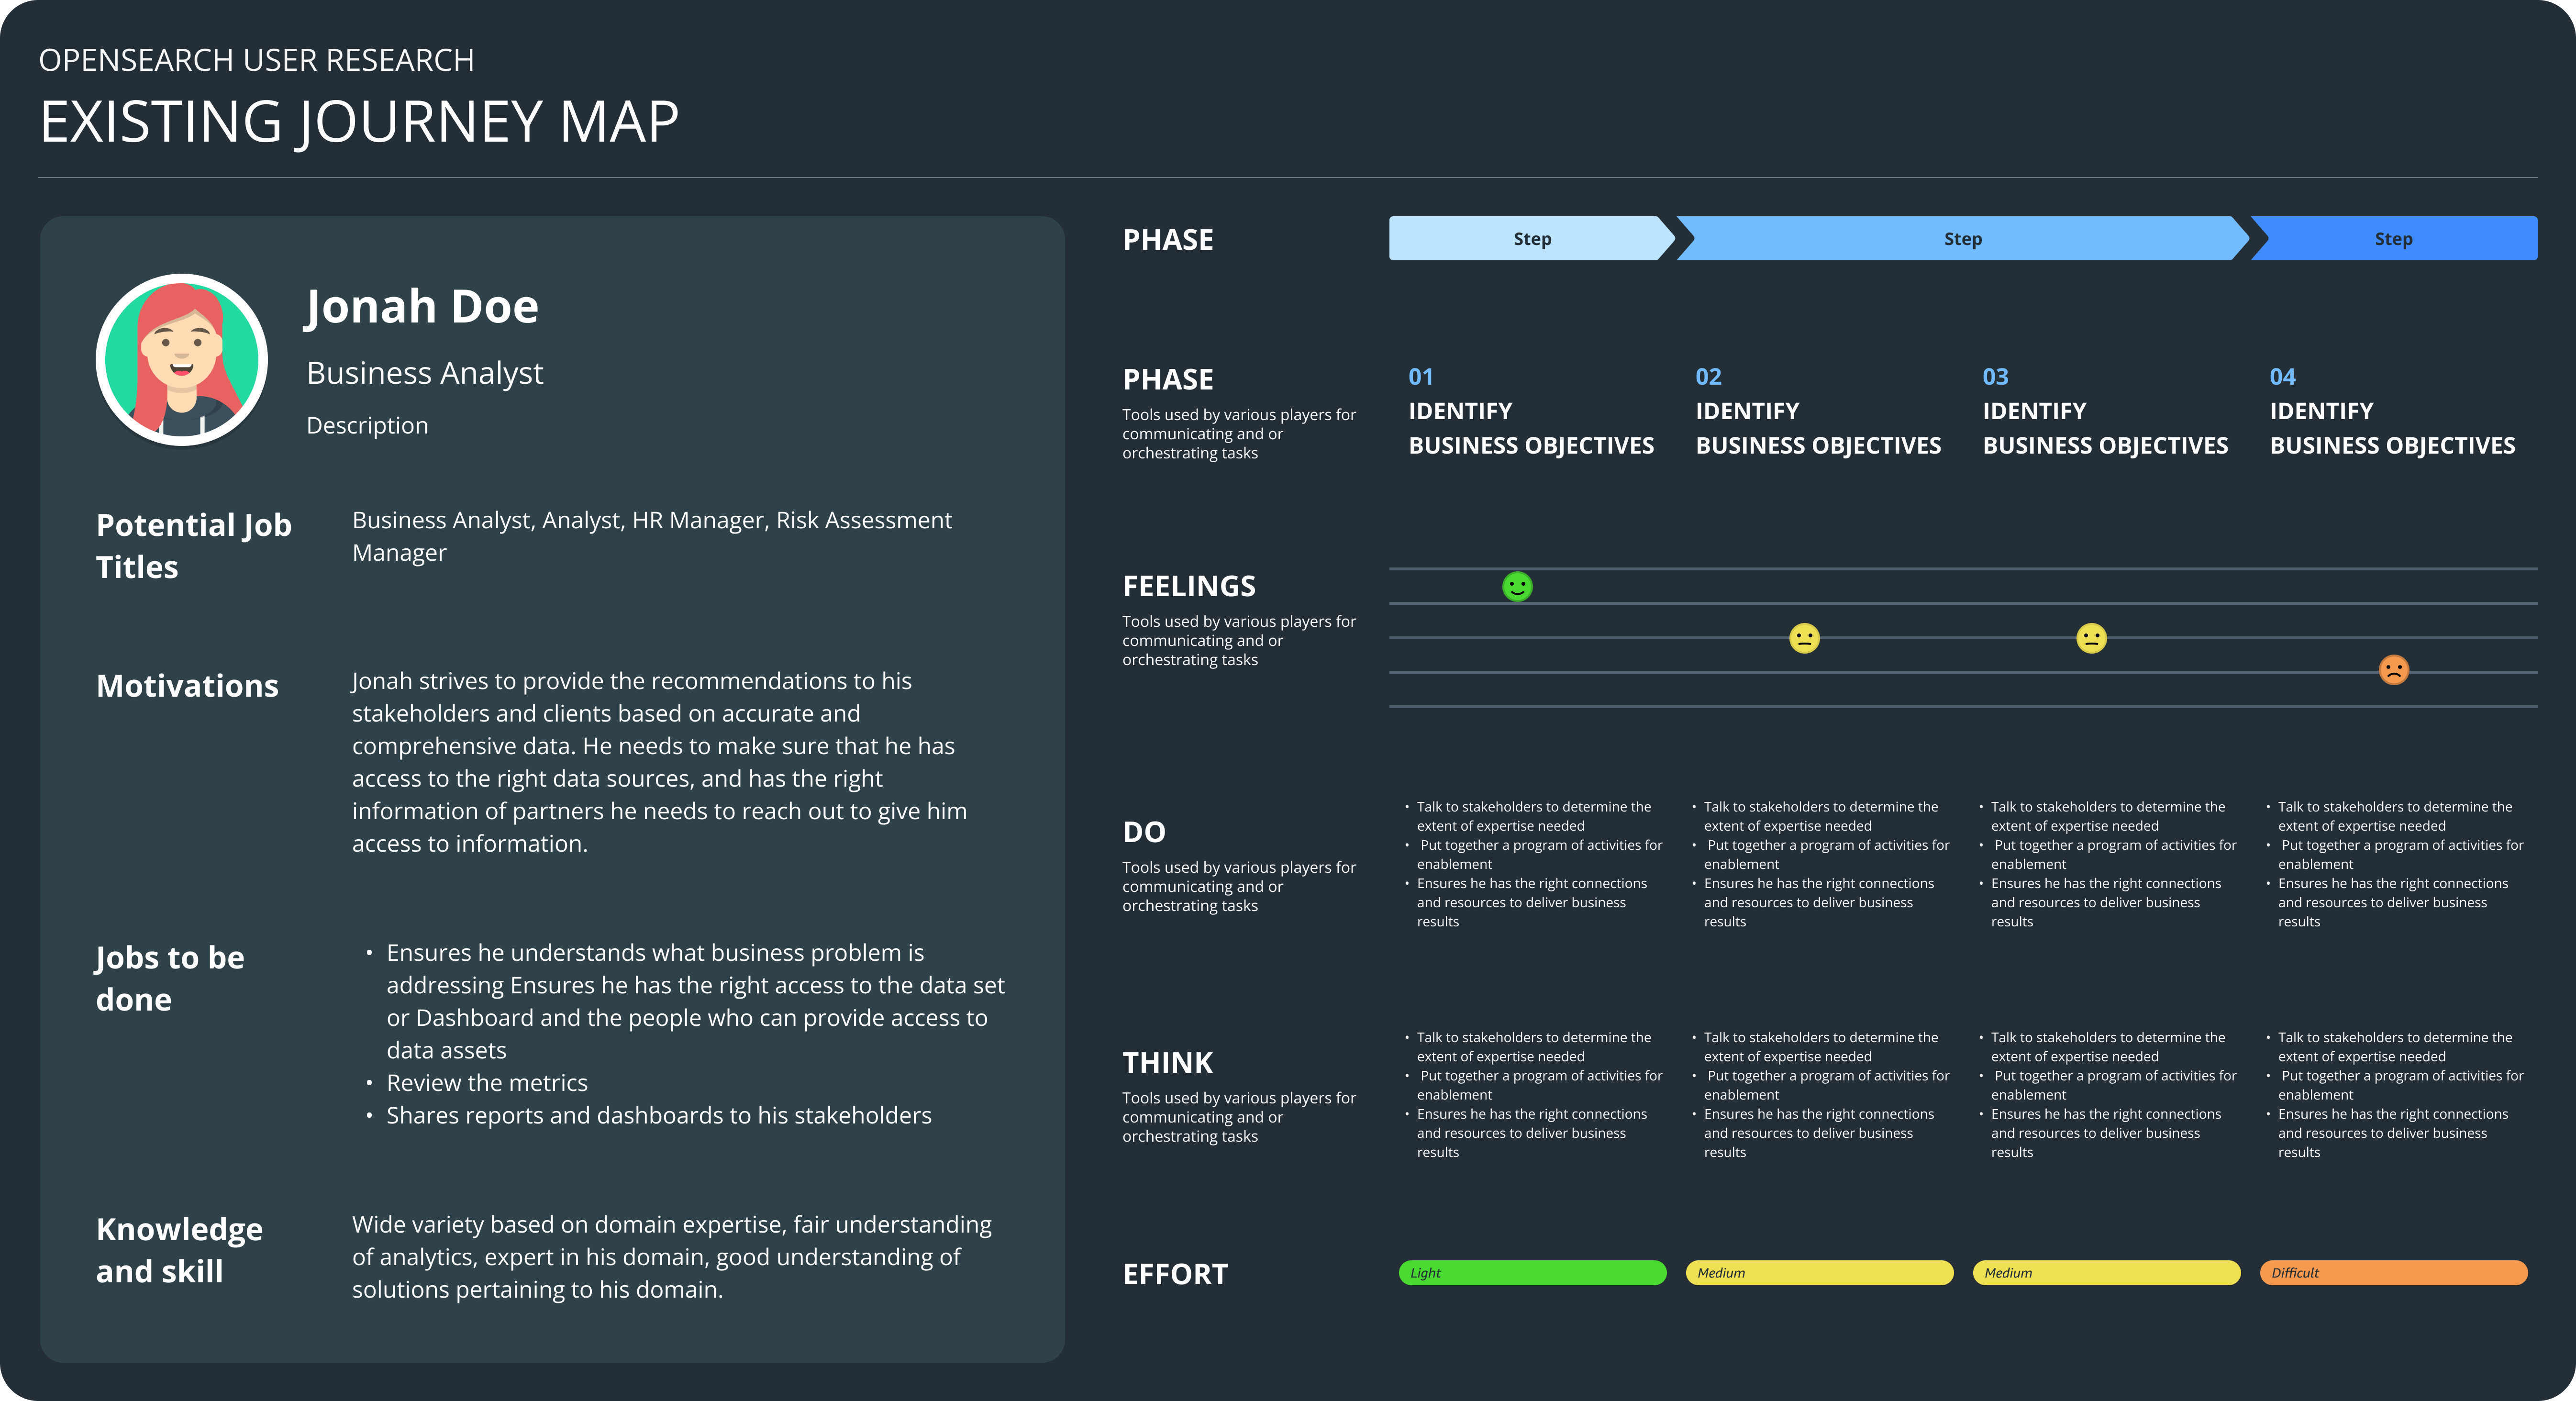 OPENSEARCH USER RESEARCH
EXISTING JOURNEY MAP
Jonah Doe
Business Analyst
Description
Potential Job
Titles
Business Analyst, Analyst, HR Manager, Risk Assessment
Manager
Motivations
Jonah strives to provide the recommendations to his
stakeholders and clients based on accurate and
comprehensive data. He needs to make sure that he has
access to the right data sources, and has the right
information of partners he needs to reach out to give him
access to information.
Jobs to be
done
• Ensures he understands what business problem is
addressing Ensures he has the right access to the data set
or Dashboard and the people who can provide access to
data assets
• Review the metrics
• Shares reports and dashboards to his stakeholders
Knowledge
and skill
Wide variety based on domain expertise, fair understanding
of analytics, expert in his domain, good understanding of
solutions pertaining to his domain.
PHASE
Step
Step
Step
PHASE
Tools used by various players for
communicating and or
orchestrating tasks
01
IDENTIFY
BUSINESS OBJECTIVES
02
IDENTIFY
BUSINESS OBJECTIVES
03
IDENTIFY
BUSINESS OBJECTIVES
04
IDENTIFY
BUSINESS OBJECTIVES
FEELINGS
Tools used by various players for
communicating and or
orchestrating tasks
DO
Tools used by various players for
communicating and or
orchestrating tasks
• Talk to stakeholders to determine the
extent of expertise needed
• Put together a program of activities for
enablement
• Ensures he has the right connections
and resources to deliver business
results
• Talk to stakeholders to determine the
extent of expertise needed
• Put together a program of activities for
enablement
• Ensures he has the right connections
and resources to deliver business
results
• Talk to stakeholders to determine the
extent of expertise needed
• Put together a program of activities for
enablement
• Ensures he has the right connections
and resources to deliver business
results
• Talk to stakeholders to determine the
extent of expertise needed
• Put together a program of activities for
enablement
• Ensures he has the right connections
and resources to deliver business
results
THINK
Tools used by various players for
communicating and or
orchestrating tasks
• Talk to stakeholders to determine the
extent of expertise needed
• Put together a program of activities for
enablement
• Ensures he has the right connections
and resources to deliver business
results
• Talk to stakeholders to determine the
extent of expertise needed
• Put together a program of activities for
enablement
• Ensures he has the right connections
and resources to deliver business
results
• Talk to stakeholders to determine the
extent of expertise needed
• Put together a program of activities for
enablement
• Ensures he has the right connections
and resources to deliver business
results
• Talk to stakeholders to determine the
extent of expertise needed
• Put together a program of activities for
enablement
• Ensures he has the right connections
and resources to deliver business
results
EFFORT
Light
Medium
Medium
Difficult